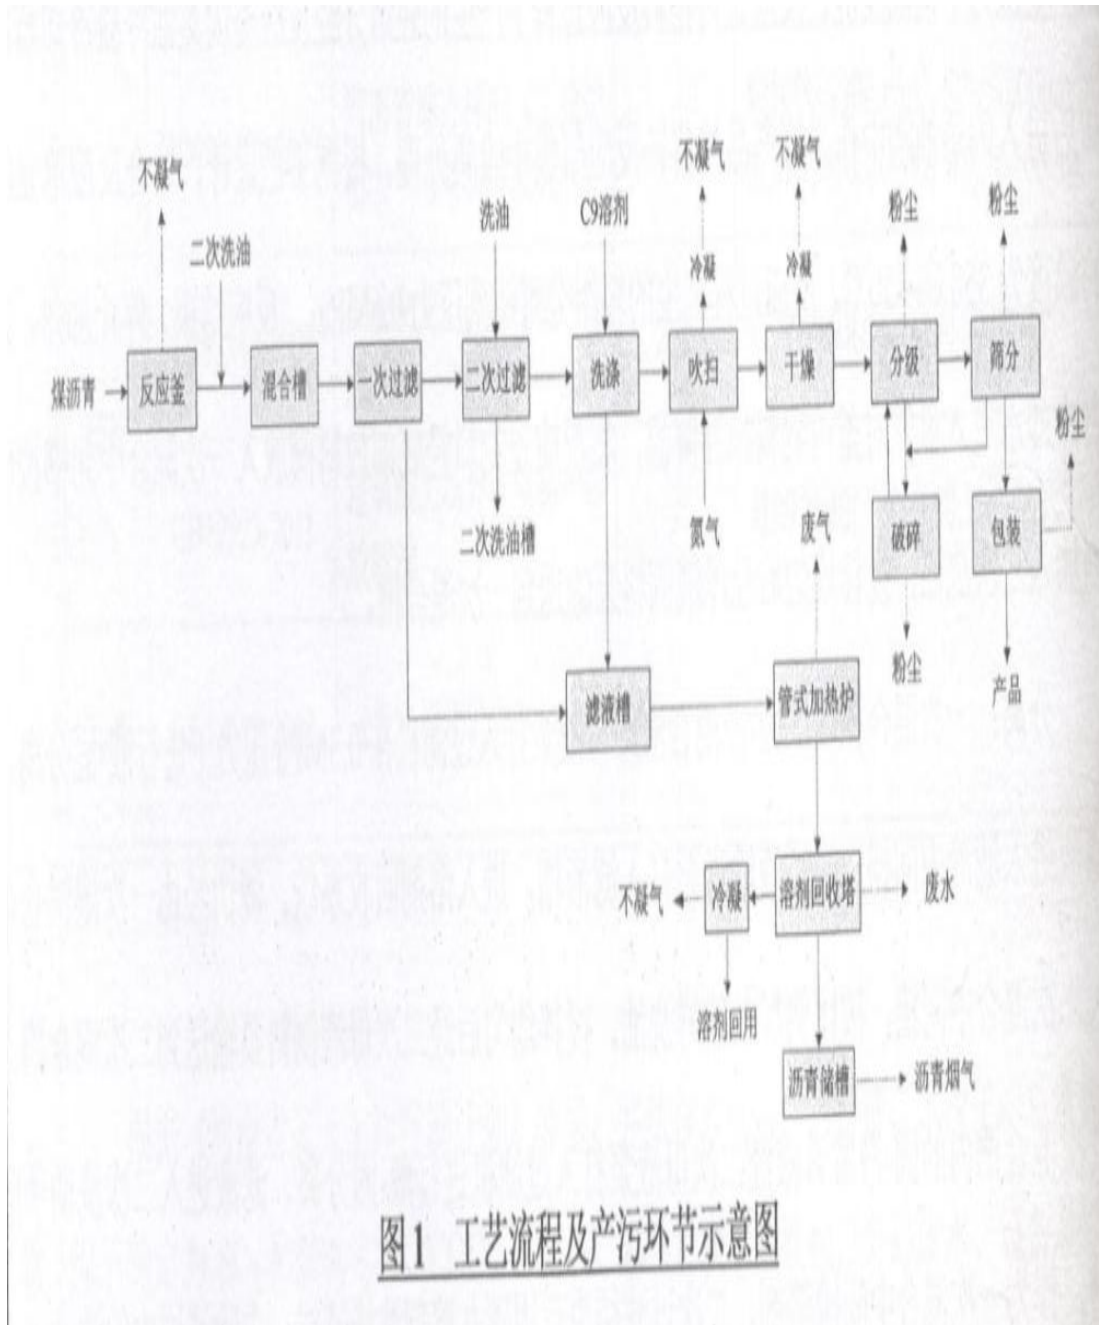 不凝气
不凝气
不凝气
粉尘
粉尘
二次洗油
洗油
C9溶剂
冷凝
冷凝
煤沥青
反应釜
混合槽
一次过滤
二次过滤
洗涤
吹扫
干燥
分级
筛分
粉尘
二次洗油槽
氮气
废气
破碎
包装
粉尘
产品
滤液槽
管式加热炉
不凝气
冷凝
溶剂回收塔
废水
溶剂回用
沥青储槽
沥青烟气
图1 工艺流程及产污环节示意图